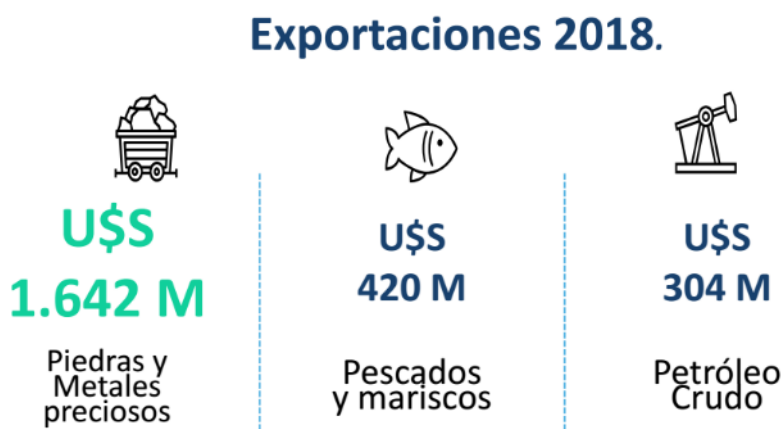 Exportaciones 2018.
U$S
1.642 M
Piedras y
Metales
preciosos
U$S
420 M
Pescados
y mariscos
U$S
304 M
Petróleo
Crudo